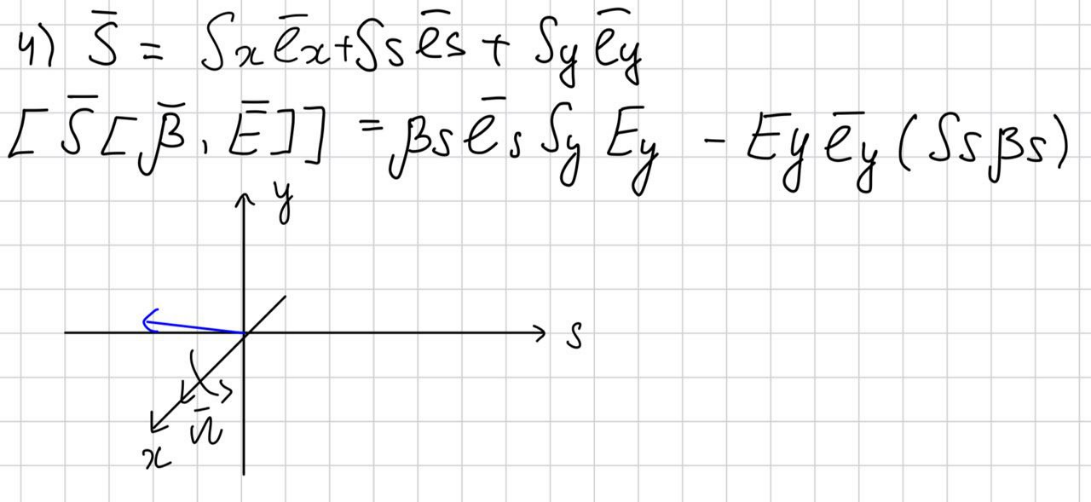 4) S̄ = Sx ēx + Ss ēs + Sy ēy
[S̄ [β̄, Ē]] = βs ēs Sy Ey - Ey ēy (Ss βs)
y
s
n̄
x